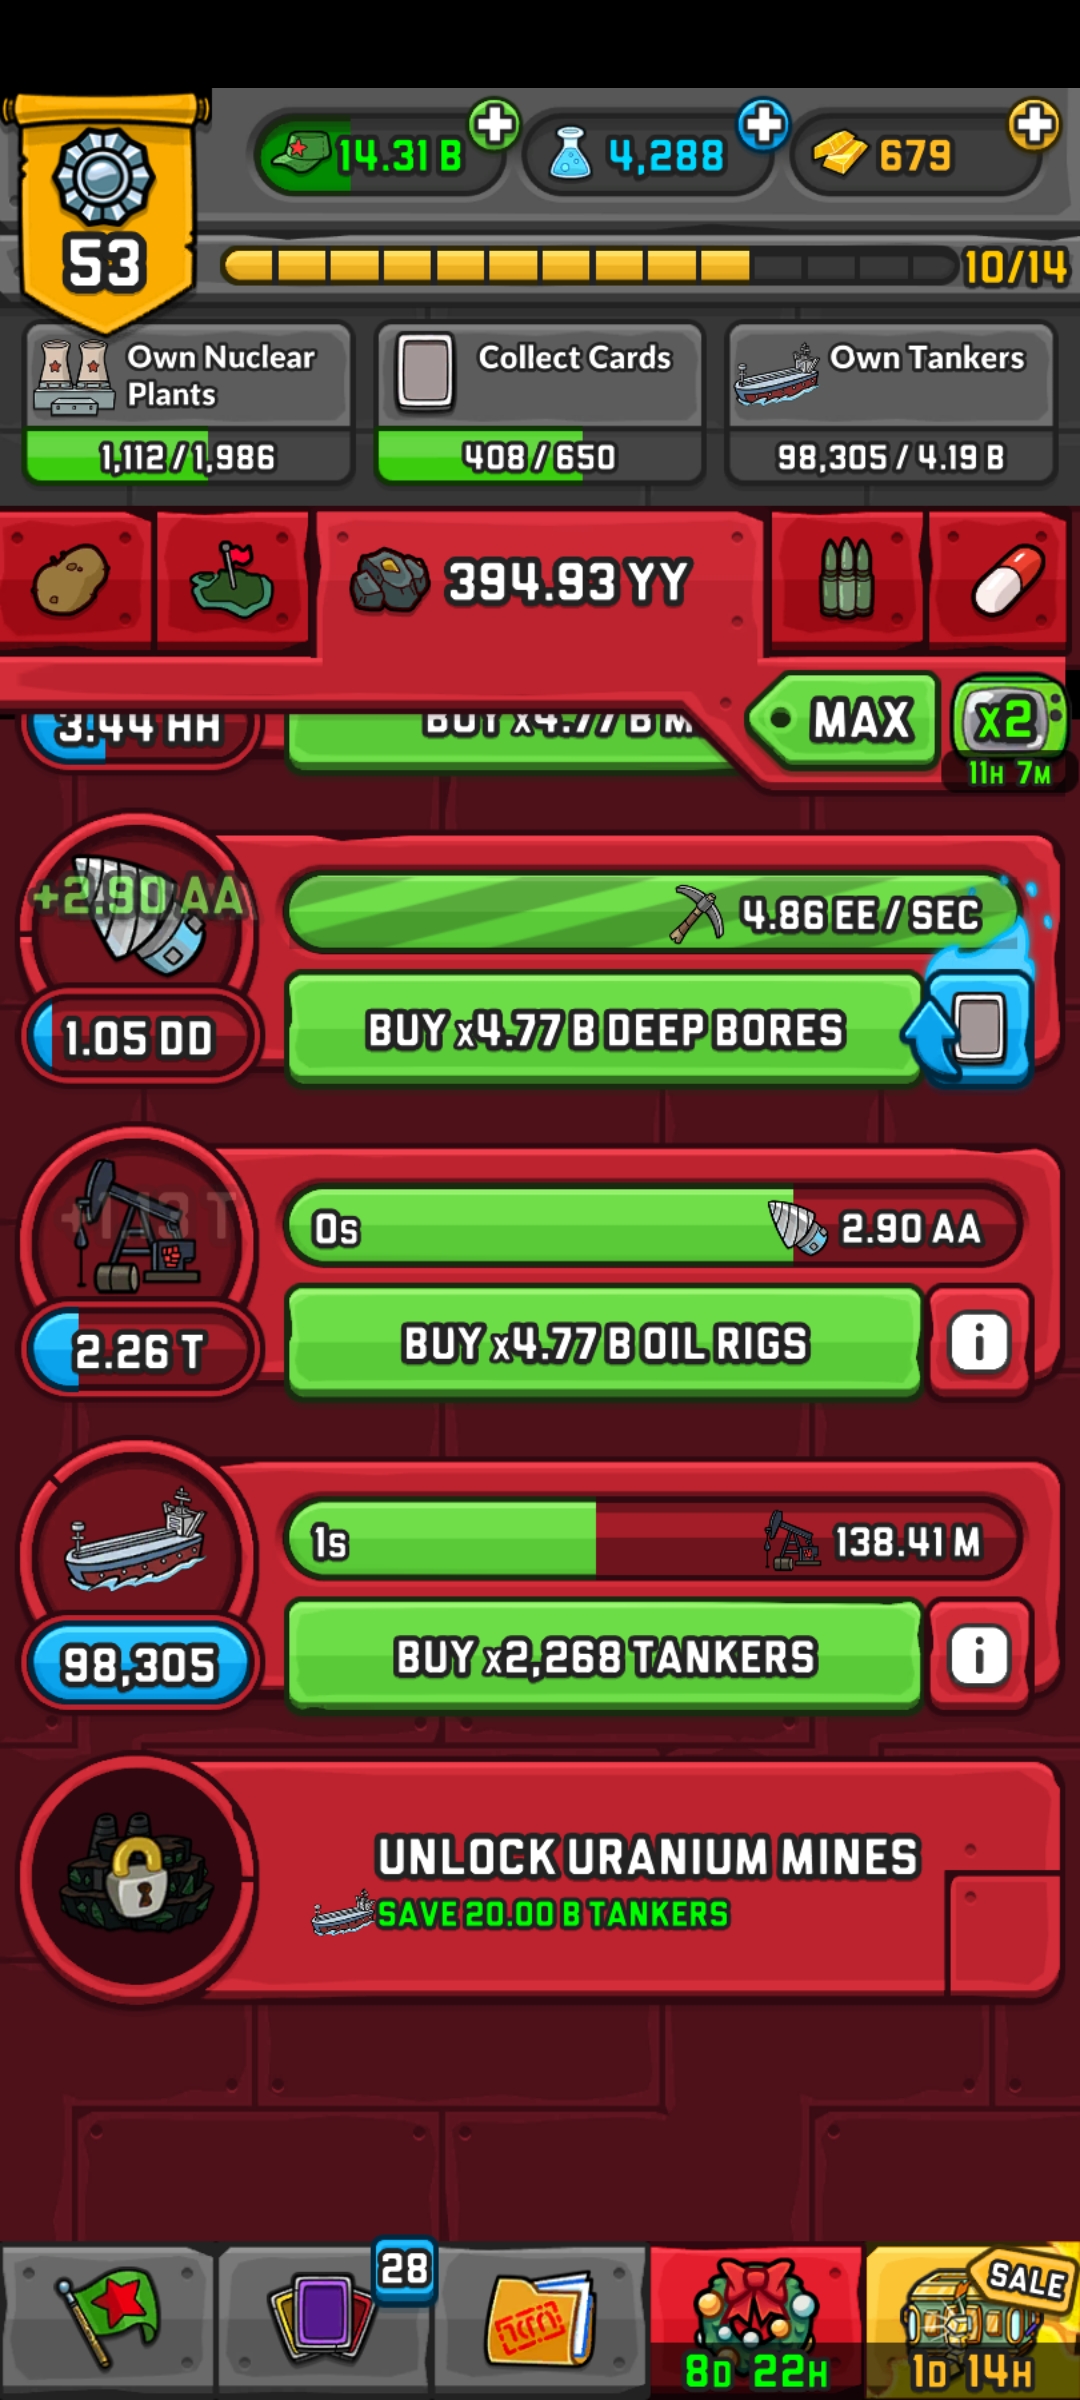 14.31 B
4,288
679
53
10/14
Own Nuclear
Plants
1,112/1,986
Collect Cards
408/650
Own Tankers
98,305/4.19 B
394.93 YY
MAX
x2
11H 7M
3.44 HH
BUY x4.77 B M
+2.90 AA
4.86 EE / SEC
1.05 DD
BUY x4.77 B DEEP BORES
+1.13 T
0s
2.90 AA
2.26 T
BUY x4.77 B OIL RIGS
i
1s
138.41 M
98,305
BUY x2,268 TANKERS
i
UNLOCK URANIUM MINES
SAVE 20.00 B TANKERS
28
SALE
8D 22H
1D 14H